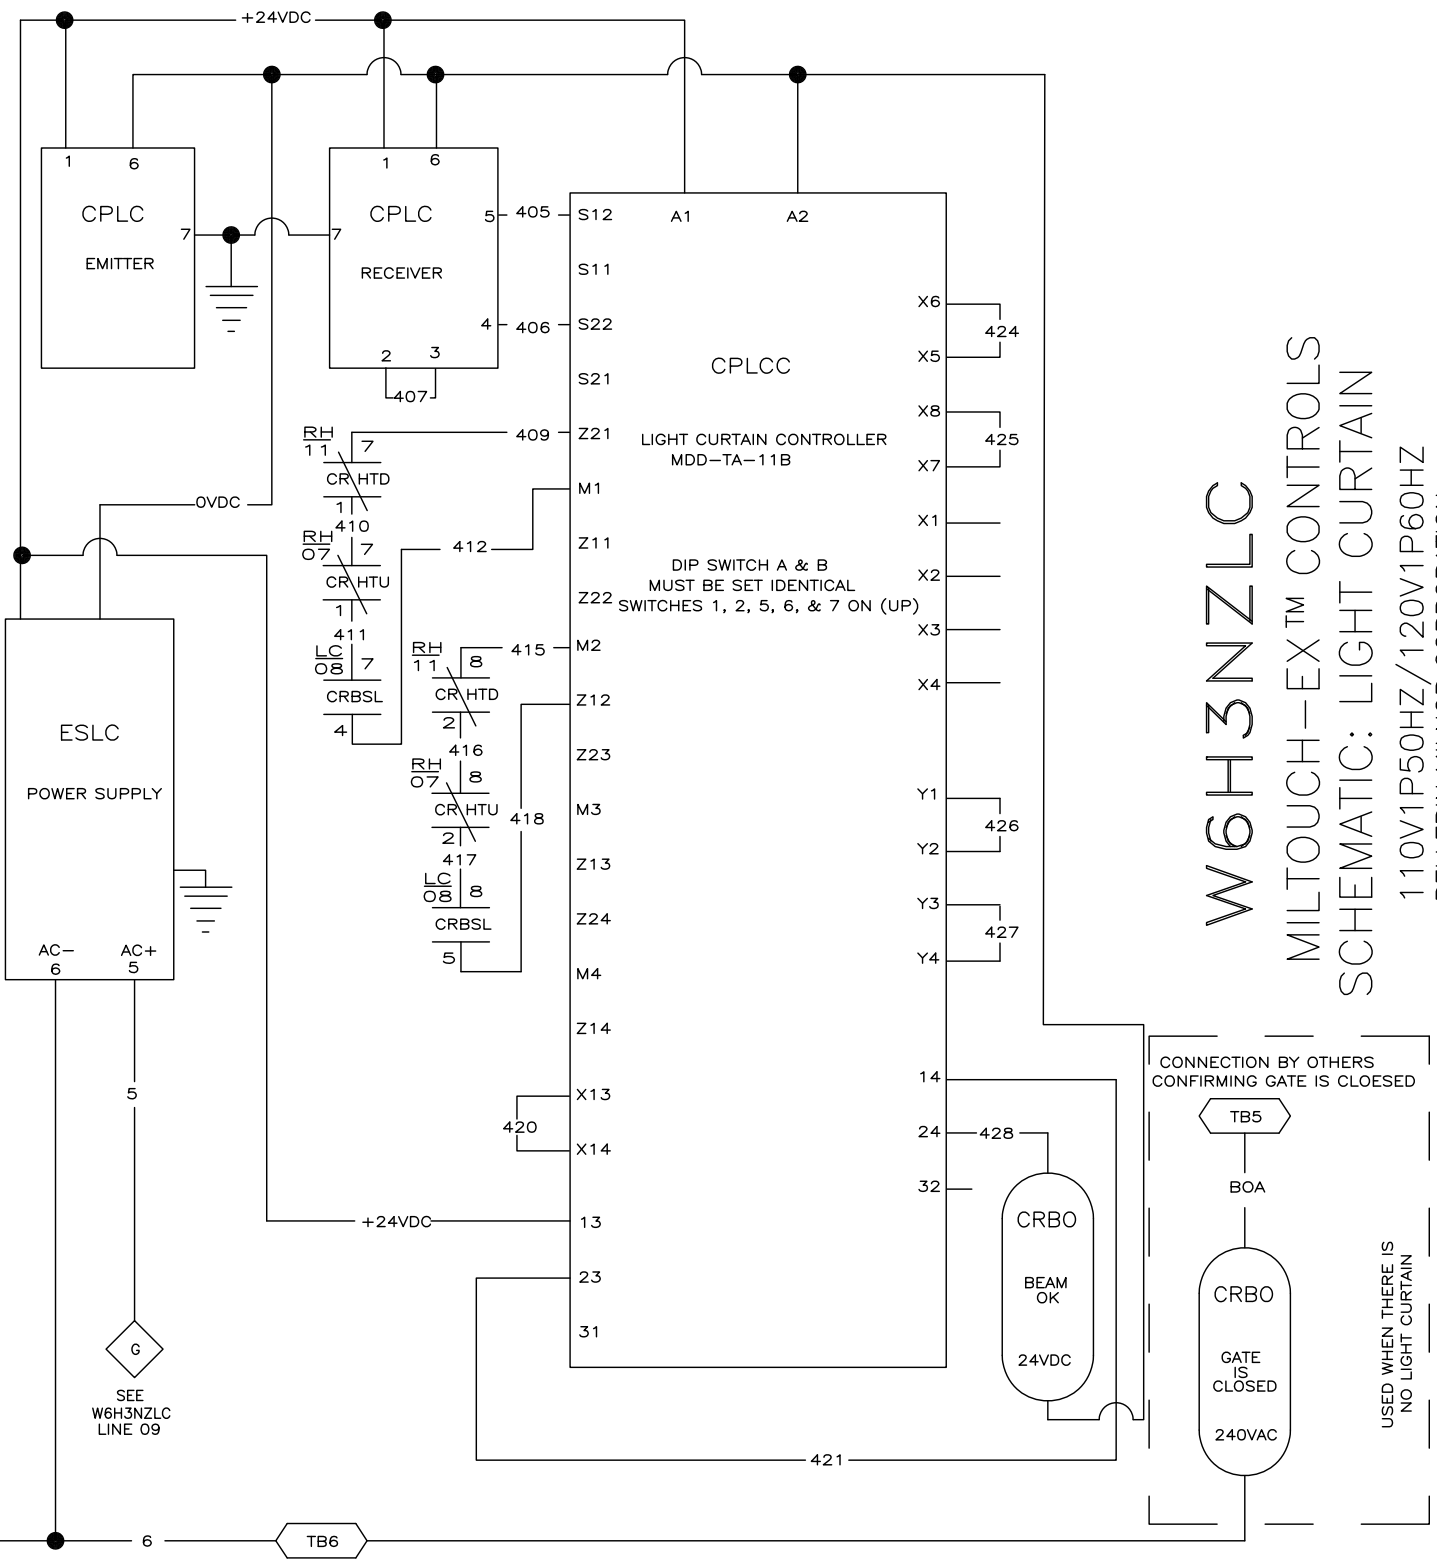 +24VDC
1
6
CPLC
EMITTER
7
1
6
CPLC
RECEIVER
7
5
405
4
406
2
3
407
A1
A2
S12
S11
S22
S21
Z21
M1
Z11
Z22
M2
Z12
Z23
M3
Z13
Z24
M4
Z14
X13
X14
13
23
31
CPLCC
LIGHT CURTAIN CONTROLLER
MDD-TA-11B
DIP SWITCH A & B
MUST BE SET IDENTICAL
SWITCHES 1, 2, 5, 6, & 7 ON (UP)
X6
424
X5
X8
425
X7
X1
X2
X3
X4
Y1
426
Y2
Y3
427
Y4
14
24
428
32
409
RH
11
7
CR HTD
1
410
RH
07
7
CR HTU
1
411
LC
08
7
CRBSL
4
412
415
RH
11
8
CR HTD
2
416
RH
07
8
CR HTU
2
417
LC
08
8
CRBSL
5
418
0VDC
ESLC
POWER SUPPLY
AC-
6
AC+
5
5
G
SEE
W6H3NZLC
LINE 09
420
+24VDC
421
6
TB6
CRBO
BEAM
OK
24VDC
CONNECTION BY OTHERS
CONFIRMING GATE IS CLOESED
TB5
BOA
CRBO
GATE
IS
CLOSED
240VAC
USED WHEN THERE IS
NO LIGHT CURTAIN
W6H3NZLC
MILTOUCH-EX™ CONTROLS
SCHEMATIC: LIGHT CURTAIN
110V1P50HZ/120V1P60HZ